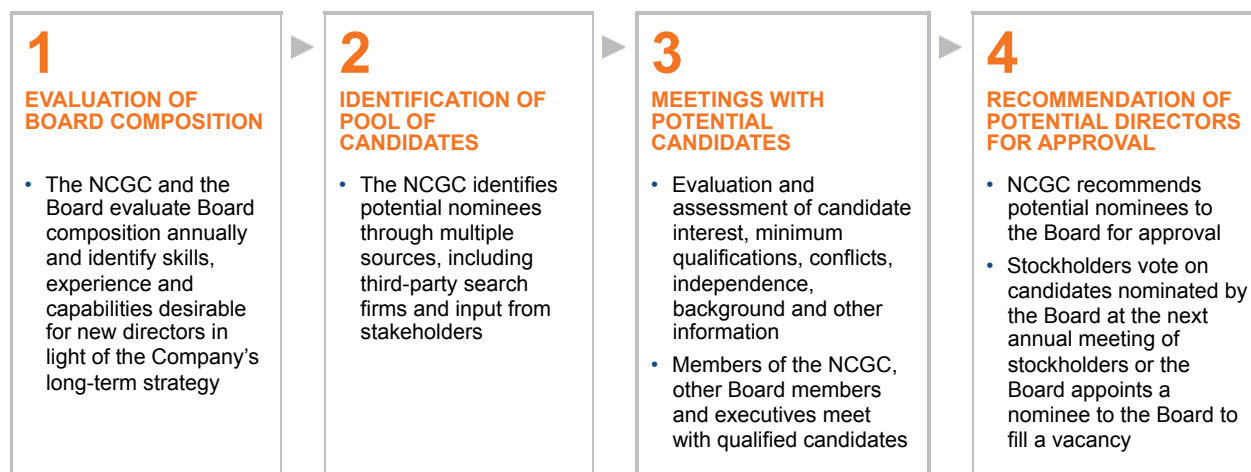 1
EVALUATION OF
BOARD COMPOSITION
• The NCGC and the
Board evaluate Board
composition annually
and identify skills,
experience and
capabilities desirable
for new directors in
light of the Company’s
long-term strategy
2
IDENTIFICATION OF
POOL OF
CANDIDATES
• The NCGC identifies
potential nominees
through multiple
sources, including
third-party search
firms and input from
stakeholders
3
MEETINGS WITH
POTENTIAL
CANDIDATES
• Evaluation and
assessment of candidate
interest, minimum
qualifications, conflicts,
independence,
background and other
information
• Members of the NCGC,
other Board members
and executives meet
with qualified candidates
4
RECOMMENDATION OF
POTENTIAL DIRECTORS
FOR APPROVAL
• NCGC recommends
potential nominees to
the Board for approval
• Stockholders vote on
candidates nominated by
the Board at the next
annual meeting of
stockholders or the
Board appoints a
nominee to the Board to
fill a vacancy